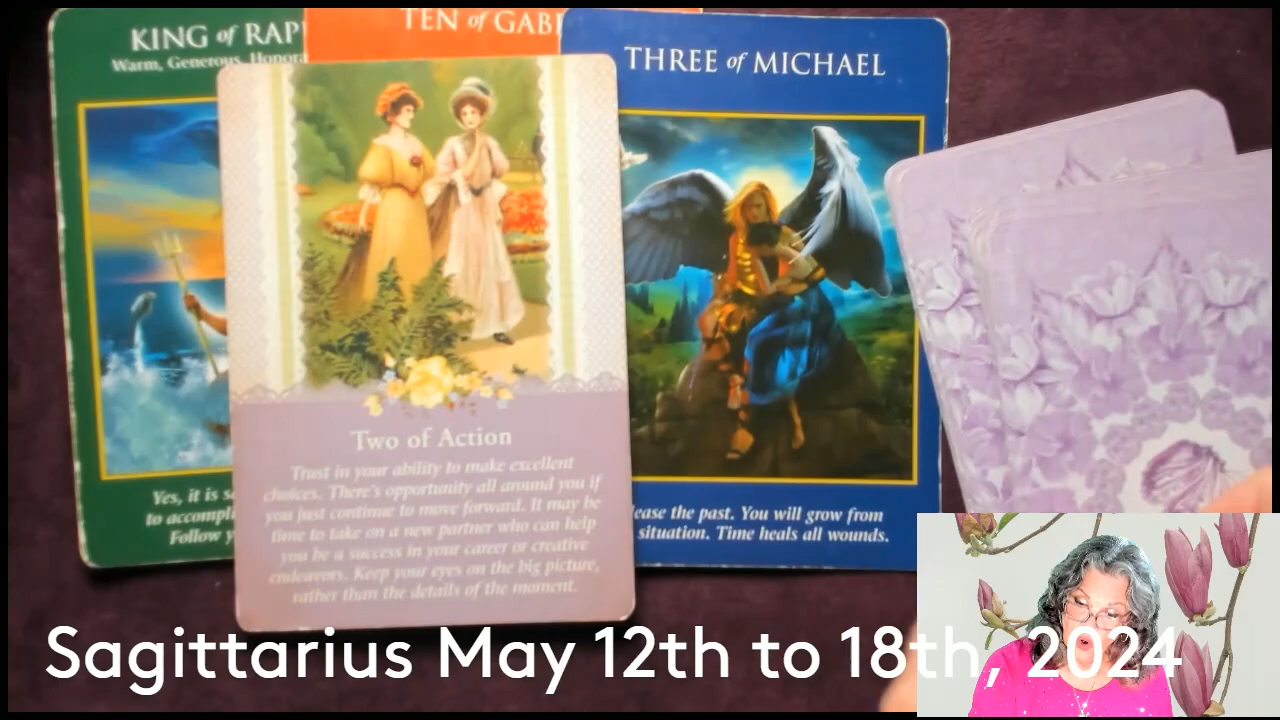 KING of RAP
Warm, Generous, Honora
TEN of GAB
THREE of MICHAEL
Two of Action
Trust in your ability to make excellent
choices. There's opportunity all around you if
you just continue to move forward. It may be
time to take on a new partner who can help
you be a success in your career or creative
endeavors. Keep your eyes on the big picture,
rather than the details of the moment.
Yes, it is s
to accompli
Follow y
ease the past. You will grow from
situation. Time heals all wounds.
Sagittarius May 12th to 18th, 2024